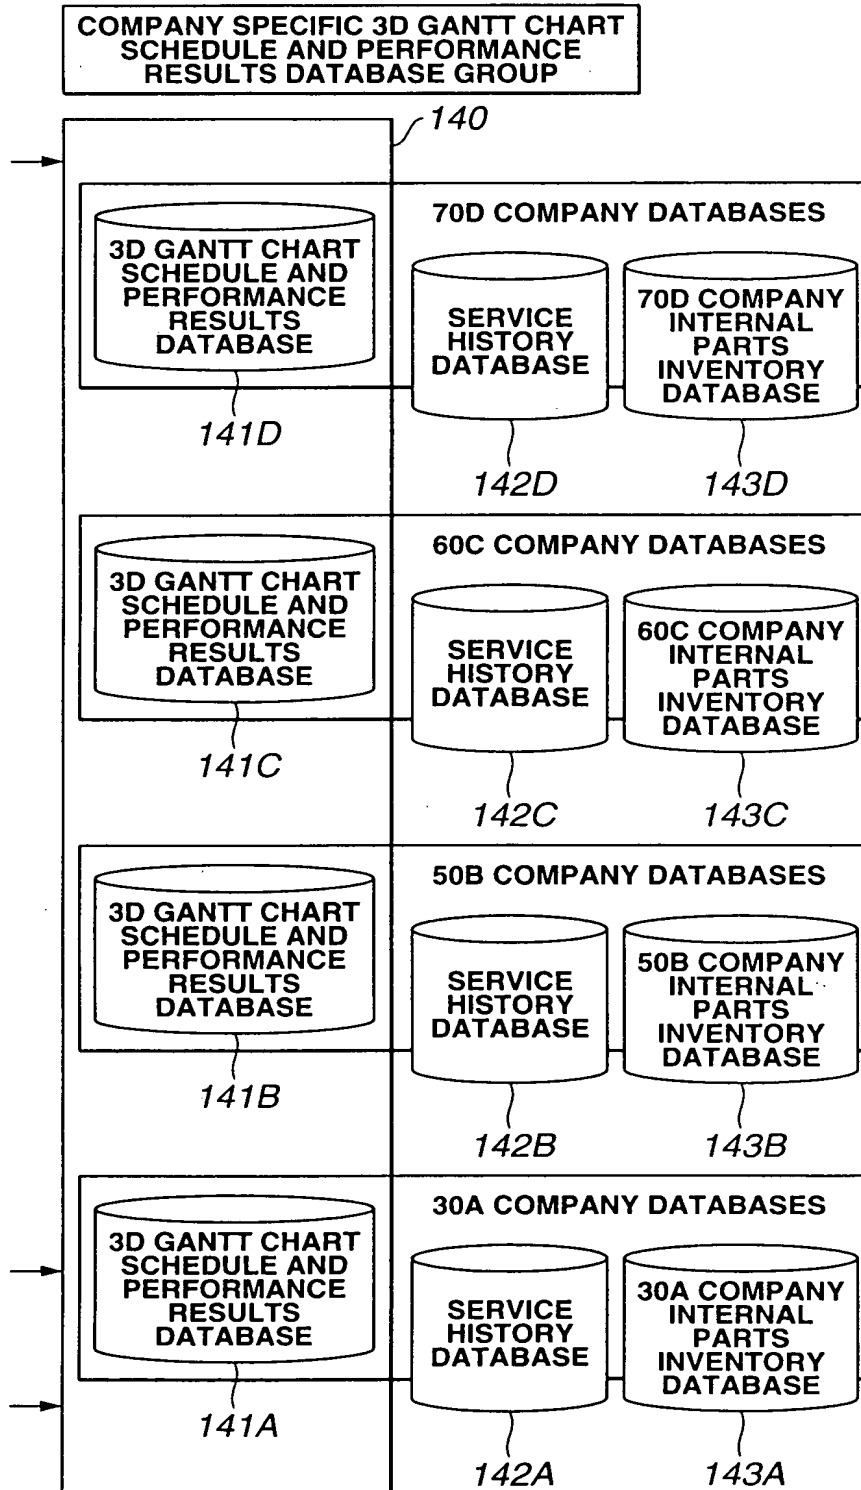 COMPANY SPECIFIC 3D GANTT CHART
SCHEDULE AND PERFORMANCE
RESULTS DATABASE GROUP
140
70D COMPANY DATABASES
3D GANTT CHART
SCHEDULE AND
PERFORMANCE
RESULTS
DATABASE
SERVICE
HISTORY
DATABASE
70D COMPANY
INTERNAL
PARTS
INVENTORY
DATABASE
141D
142D
143D
60C COMPANY DATABASES
3D GANTT CHART
SCHEDULE AND
PERFORMANCE
RESULTS
DATABASE
SERVICE
HISTORY
DATABASE
60C COMPANY
INTERNAL
PARTS
INVENTORY
DATABASE
141C
142C
143C
50B COMPANY DATABASES
3D GANTT CHART
SCHEDULE AND
PERFORMANCE
RESULTS
DATABASE
SERVICE
HISTORY
DATABASE
50B COMPANY
INTERNAL
PARTS
INVENTORY
DATABASE
141B
142B
143B
30A COMPANY DATABASES
3D GANTT CHART
SCHEDULE AND
PERFORMANCE
RESULTS
DATABASE
SERVICE
HISTORY
DATABASE
30A COMPANY
INTERNAL
PARTS
INVENTORY
DATABASE
141A
142A
143A